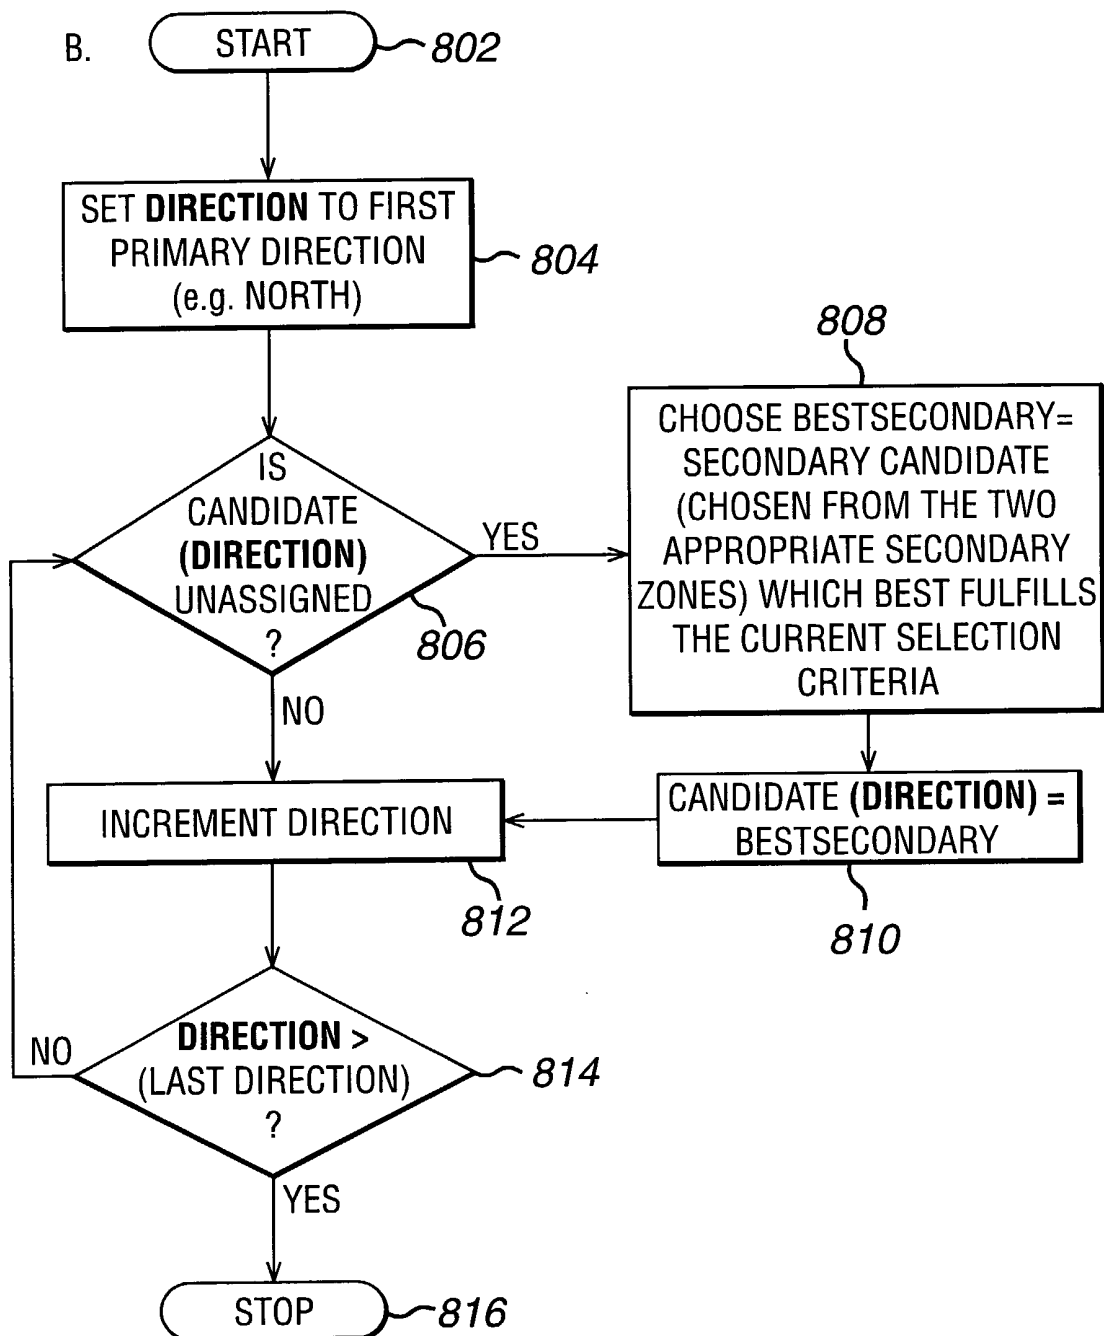 B.
START
802
SET DIRECTION TO FIRST
PRIMARY DIRECTION
(e.g. NORTH)
804
IS
CANDIDATE
(DIRECTION)
UNASSIGNED
?
806
YES
NO
808
CHOOSE BESTSECONDARY=
SECONDARY CANDIDATE
(CHOSEN FROM THE TWO
APPROPRIATE SECONDARY
ZONES) WHICH BEST FULFILLS
THE CURRENT SELECTION
CRITERIA
CANDIDATE (DIRECTION) =
BESTSECONDARY
810
INCREMENT DIRECTION
812
DIRECTION >
(LAST DIRECTION)
?
814
NO
YES
STOP
816